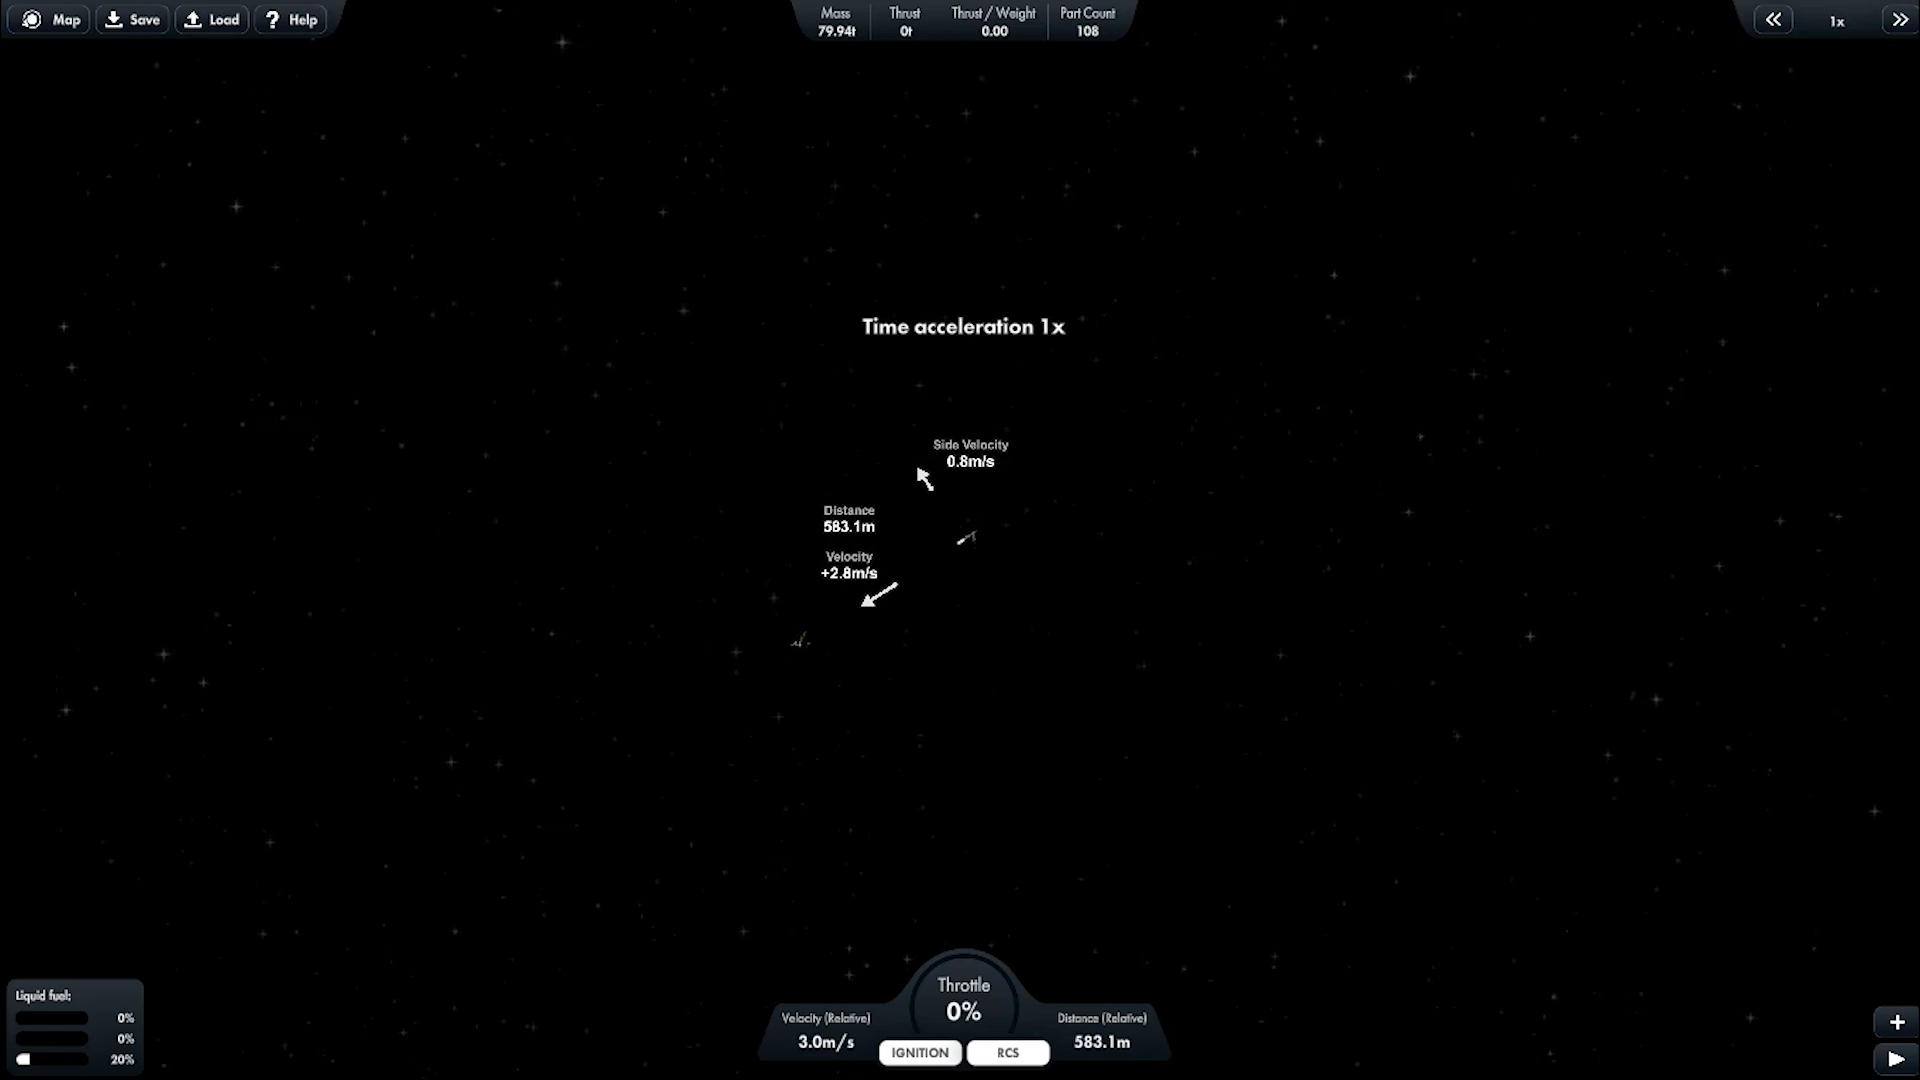 Map
Save
Load
? Help
Mass
79.94t
Thrust
0t
Thrust / Weight
0.00
Part Count
108
1x
Time acceleration 1x
Side Velocity
0.8m/s
Distance
583.1m
Velocity
+2.8m/s
Liquid fuel:
0%
0%
20%
Throttle
0%
Velocity (Relative)
3.0m/s
IGNITION
RCS
Distance (Relative)
583.1m